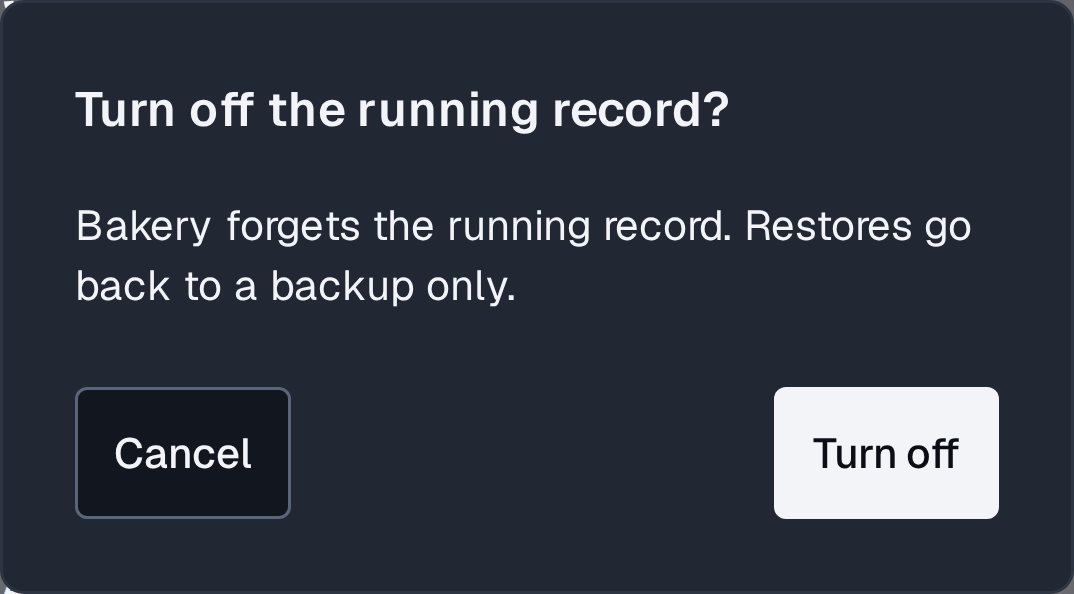 Turn off the running record?
Bakery forgets the running record. Restores go
back to a backup only.
Cancel
Turn off